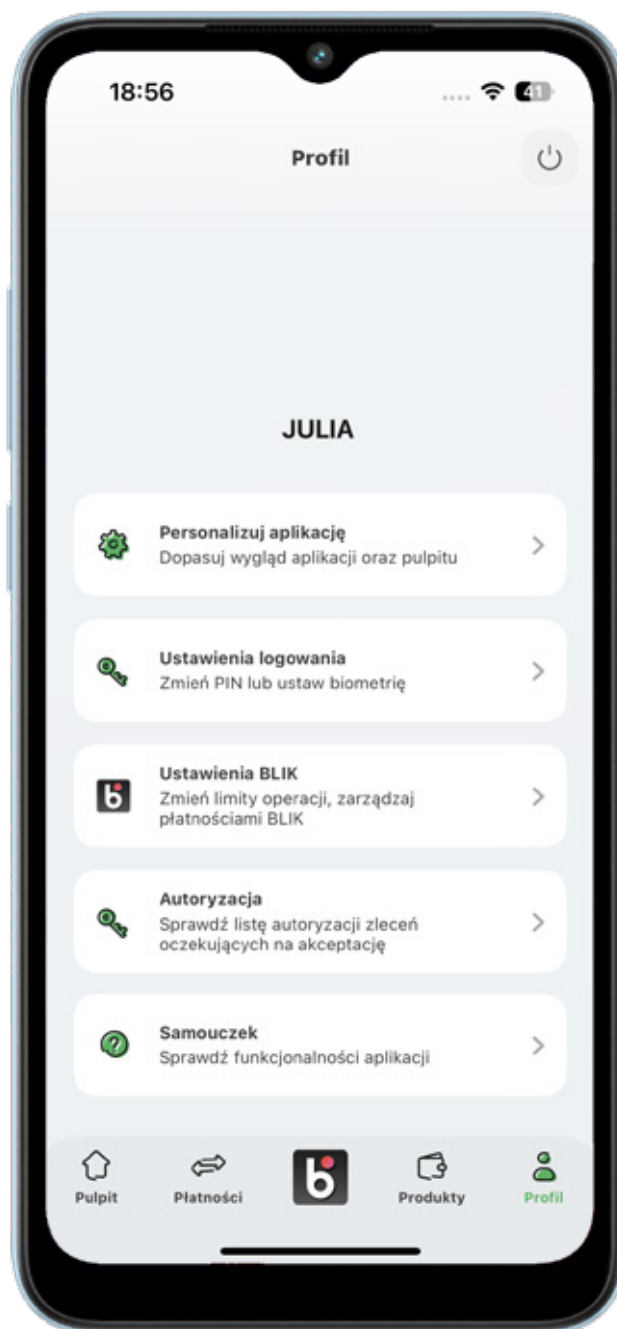 18:56
41
Profil
JULIA
Personalizuj aplikację
Dopasuj wygląd aplikacji oraz pulpitu
Ustawienia logowania
Zmień PIN lub ustaw biometrię
Ustawienia BLIK
Zmień limity operacji, zarządzaj
płatnościami BLIK
Autoryzacja
Sprawdź listę autoryzacji zleceń
oczekujących na akceptację
Samouczek
Sprawdź funkcjonalności aplikacji
Pulpit
Płatności
Produkty
Profil